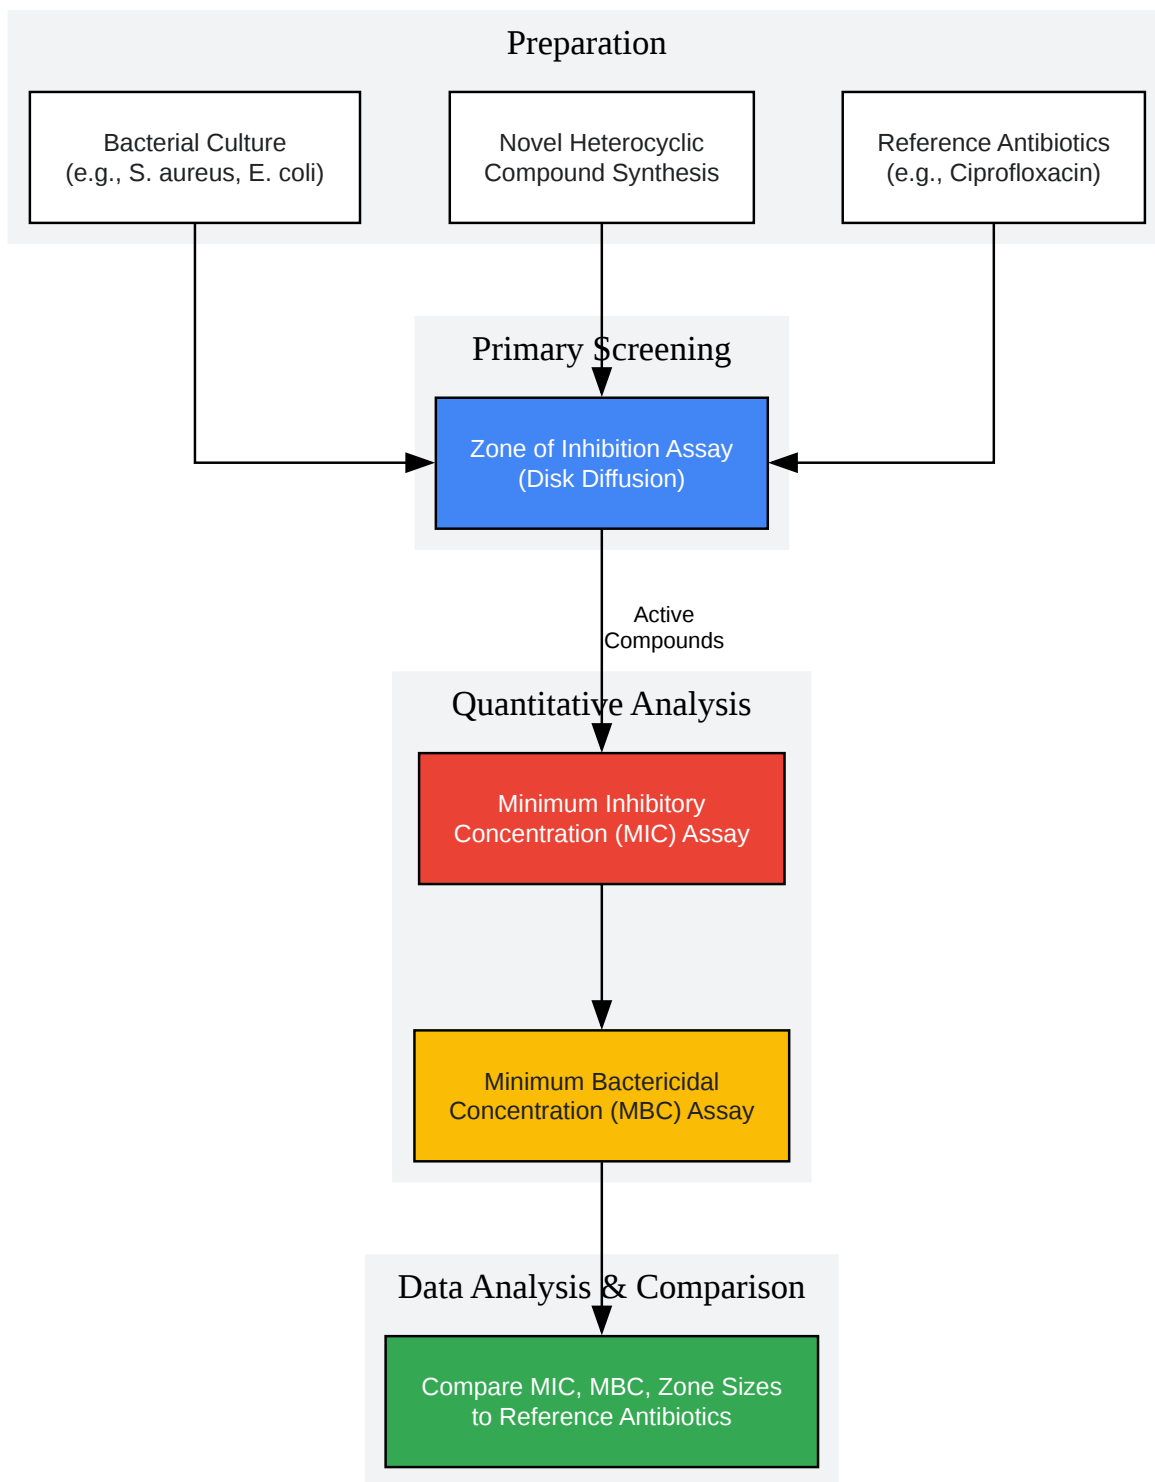 Preparation
Bacterial Culture
(e.g., S. aureus, E. coli)
Novel Heterocyclic
Compound Synthesis
Reference Antibiotics
(e.g., Ciprofloxacin)
Primary Screening
Zone of Inhibition Assay
(Disk Diffusion)
Active
Compounds
Quantitative Analysis
Minimum Inhibitory
Concentration (MIC) Assay
Minimum Bactericidal
Concentration (MBC) Assay
Data Analysis & Comparison
Compare MIC, MBC, Zone Sizes
to Reference Antibiotics